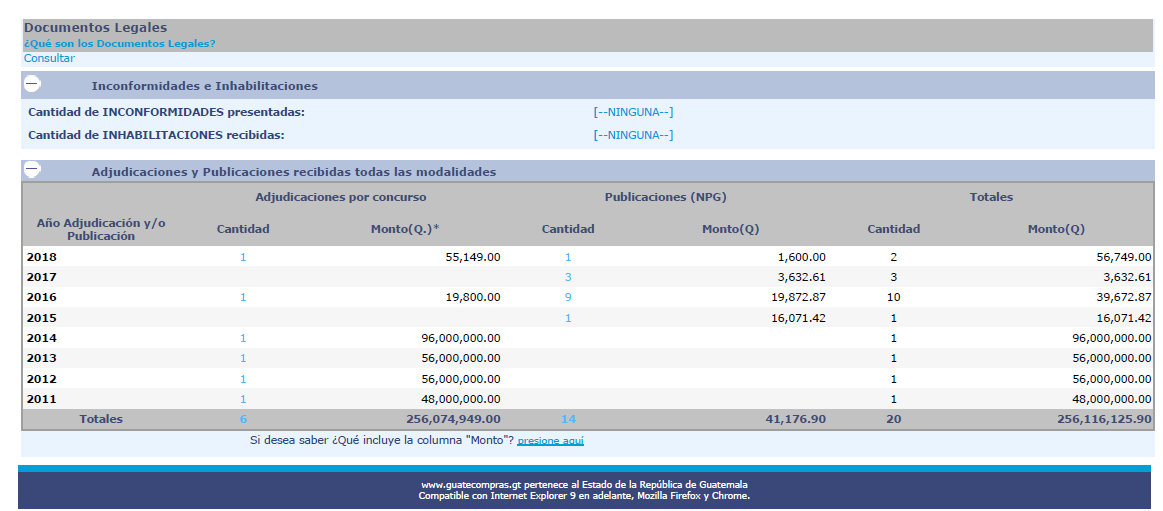 Documentos Legales
¿Qué son los Documentos Legales?
Consultar
Inconformidades e Inhabilitaciones
Cantidad de INCONFORMIDADES presentadas: [--NINGUNA--]
Cantidad de INHABILITACIONES recibidas: [--NINGUNA--]
Adjudicaciones y Publicaciones recibidas todas las modalidades
Adjudicaciones por concurso Publicaciones (NPG) Totales
Año Adjudicación y/o
Publicación
Cantidad Monto(Q.)* Cantidad Monto(Q) Cantidad Monto(Q)
2018 1 55,149.00 1 1,600.00 2 56,749.00
2017 3 3,632.61 3 3,632.61
2016 1 19,800.00 9 19,872.87 10 39,672.87
2015 1 16,071.42 1 16,071.42
2014 1 96,000,000.00 1 96,000,000.00
2013 1 56,000,000.00 1 56,000,000.00
2012 1 56,000,000.00 1 56,000,000.00
2011 1 48,000,000.00 1 48,000,000.00
Totales 6 256,074,949.00 14 41,176.90 20 256,116,125.90
Si desea saber ¿Qué incluye la columna "Monto"? presione aquí
www.guatecompras.gt pertenece al Estado de la República de Guatemala
Compatible con Internet Explorer 9 en adelante, Mozilla Firefox y Chrome.